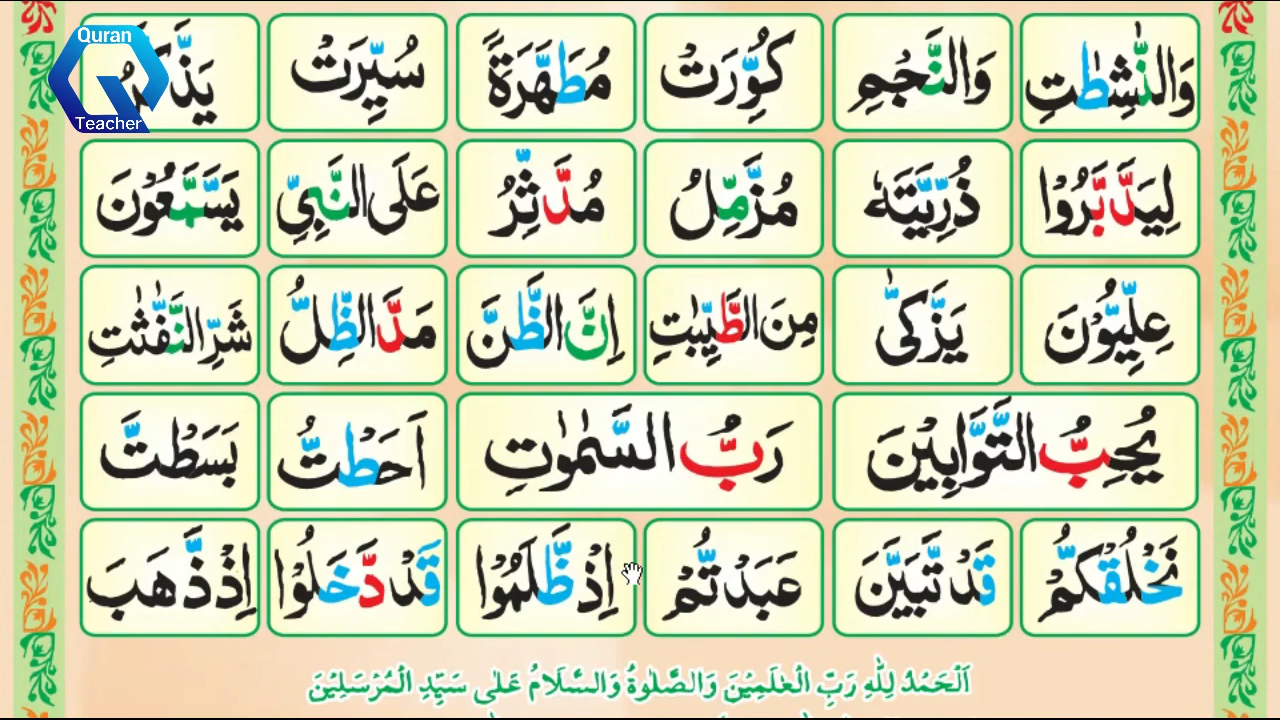 Quran Teacher
وَالنّٰشِطٰتِ وَالنَّجْمِ كُوِّرَتْ مُطَهَّرَةً سُيِّرَتْ
لِيَدَّبَّرُوْٓا ذُرِّيَّتَهٗ مُزَّمِّلُ مُدَّثِّرُ عَلَى النَّبِيِّ يَسَّمَّعُوْنَ
عِلِّيُّوْنَ يَزَّكّٰى مِنَ الطَّيِّبٰتِ اِنَّ الظَّنَّ مَدَّ الظِّلَّ شَرِّ النَّفّٰثٰتِ
يُحِبُّ التَّوَّابِيْنَ رَبُّ السَّمٰوٰتِ اَحَطْتُّ بَسَطْتَّ
نَخْلُقْكُّمْ قَدْ تَّبَيَّنَ عَبَدْتُّمْ اِذْ ظَّلَمُوْا قَدْ دَّخَلُوْا اِذْ ذَّهَبَ
اَلْحَمْدُ لِلّٰهِ رَبِّ الْعٰلَمِيْنَ وَالصَّلٰوةُ وَالسَّلَامُ عَلٰى سَيِّدِ الْمُرْسَلِيْنَ